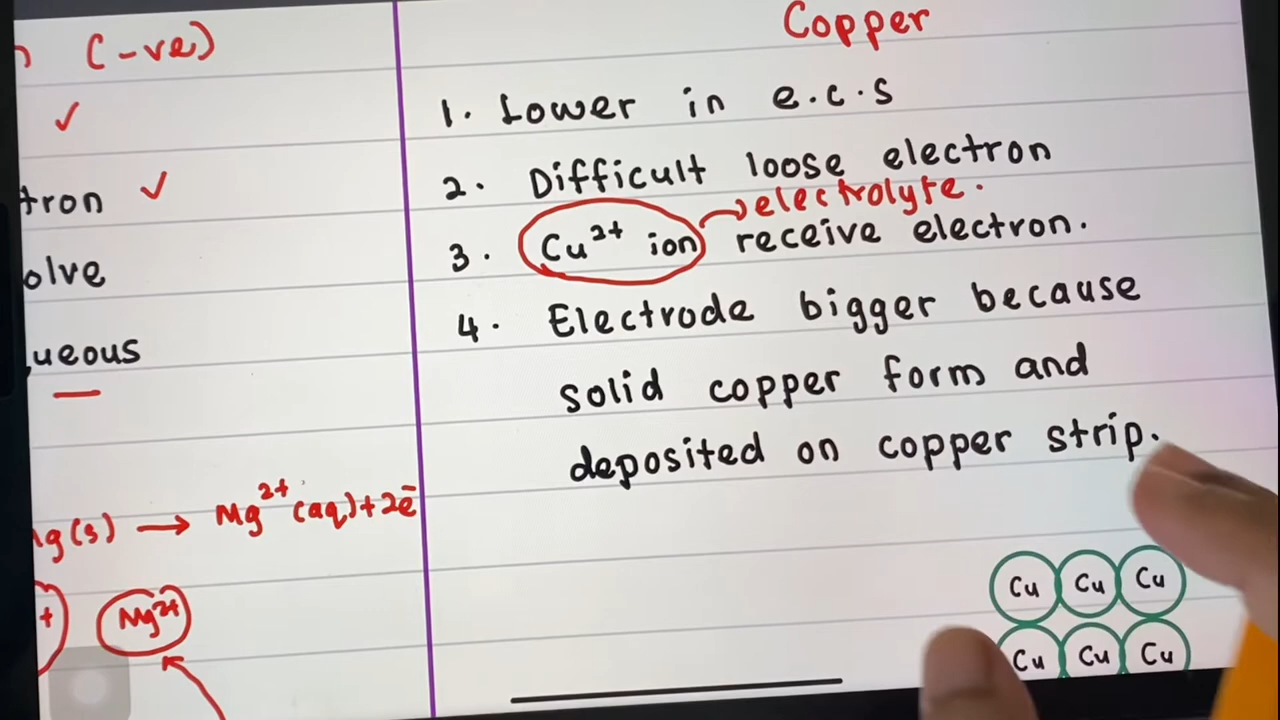 (-ve)
✓
tron ✓
olve
ueous
g(s) → Mg²⁺(aq)+2ē
+ Mg²⁺
Copper
1. Lower in e.c.s
2. Difficult loose electron
→ electrolyte.
3. Cu²⁺ ion receive electron.
4. Electrode bigger because
solid copper form and
deposited on copper strip.
Cu Cu Cu
Cu Cu Cu